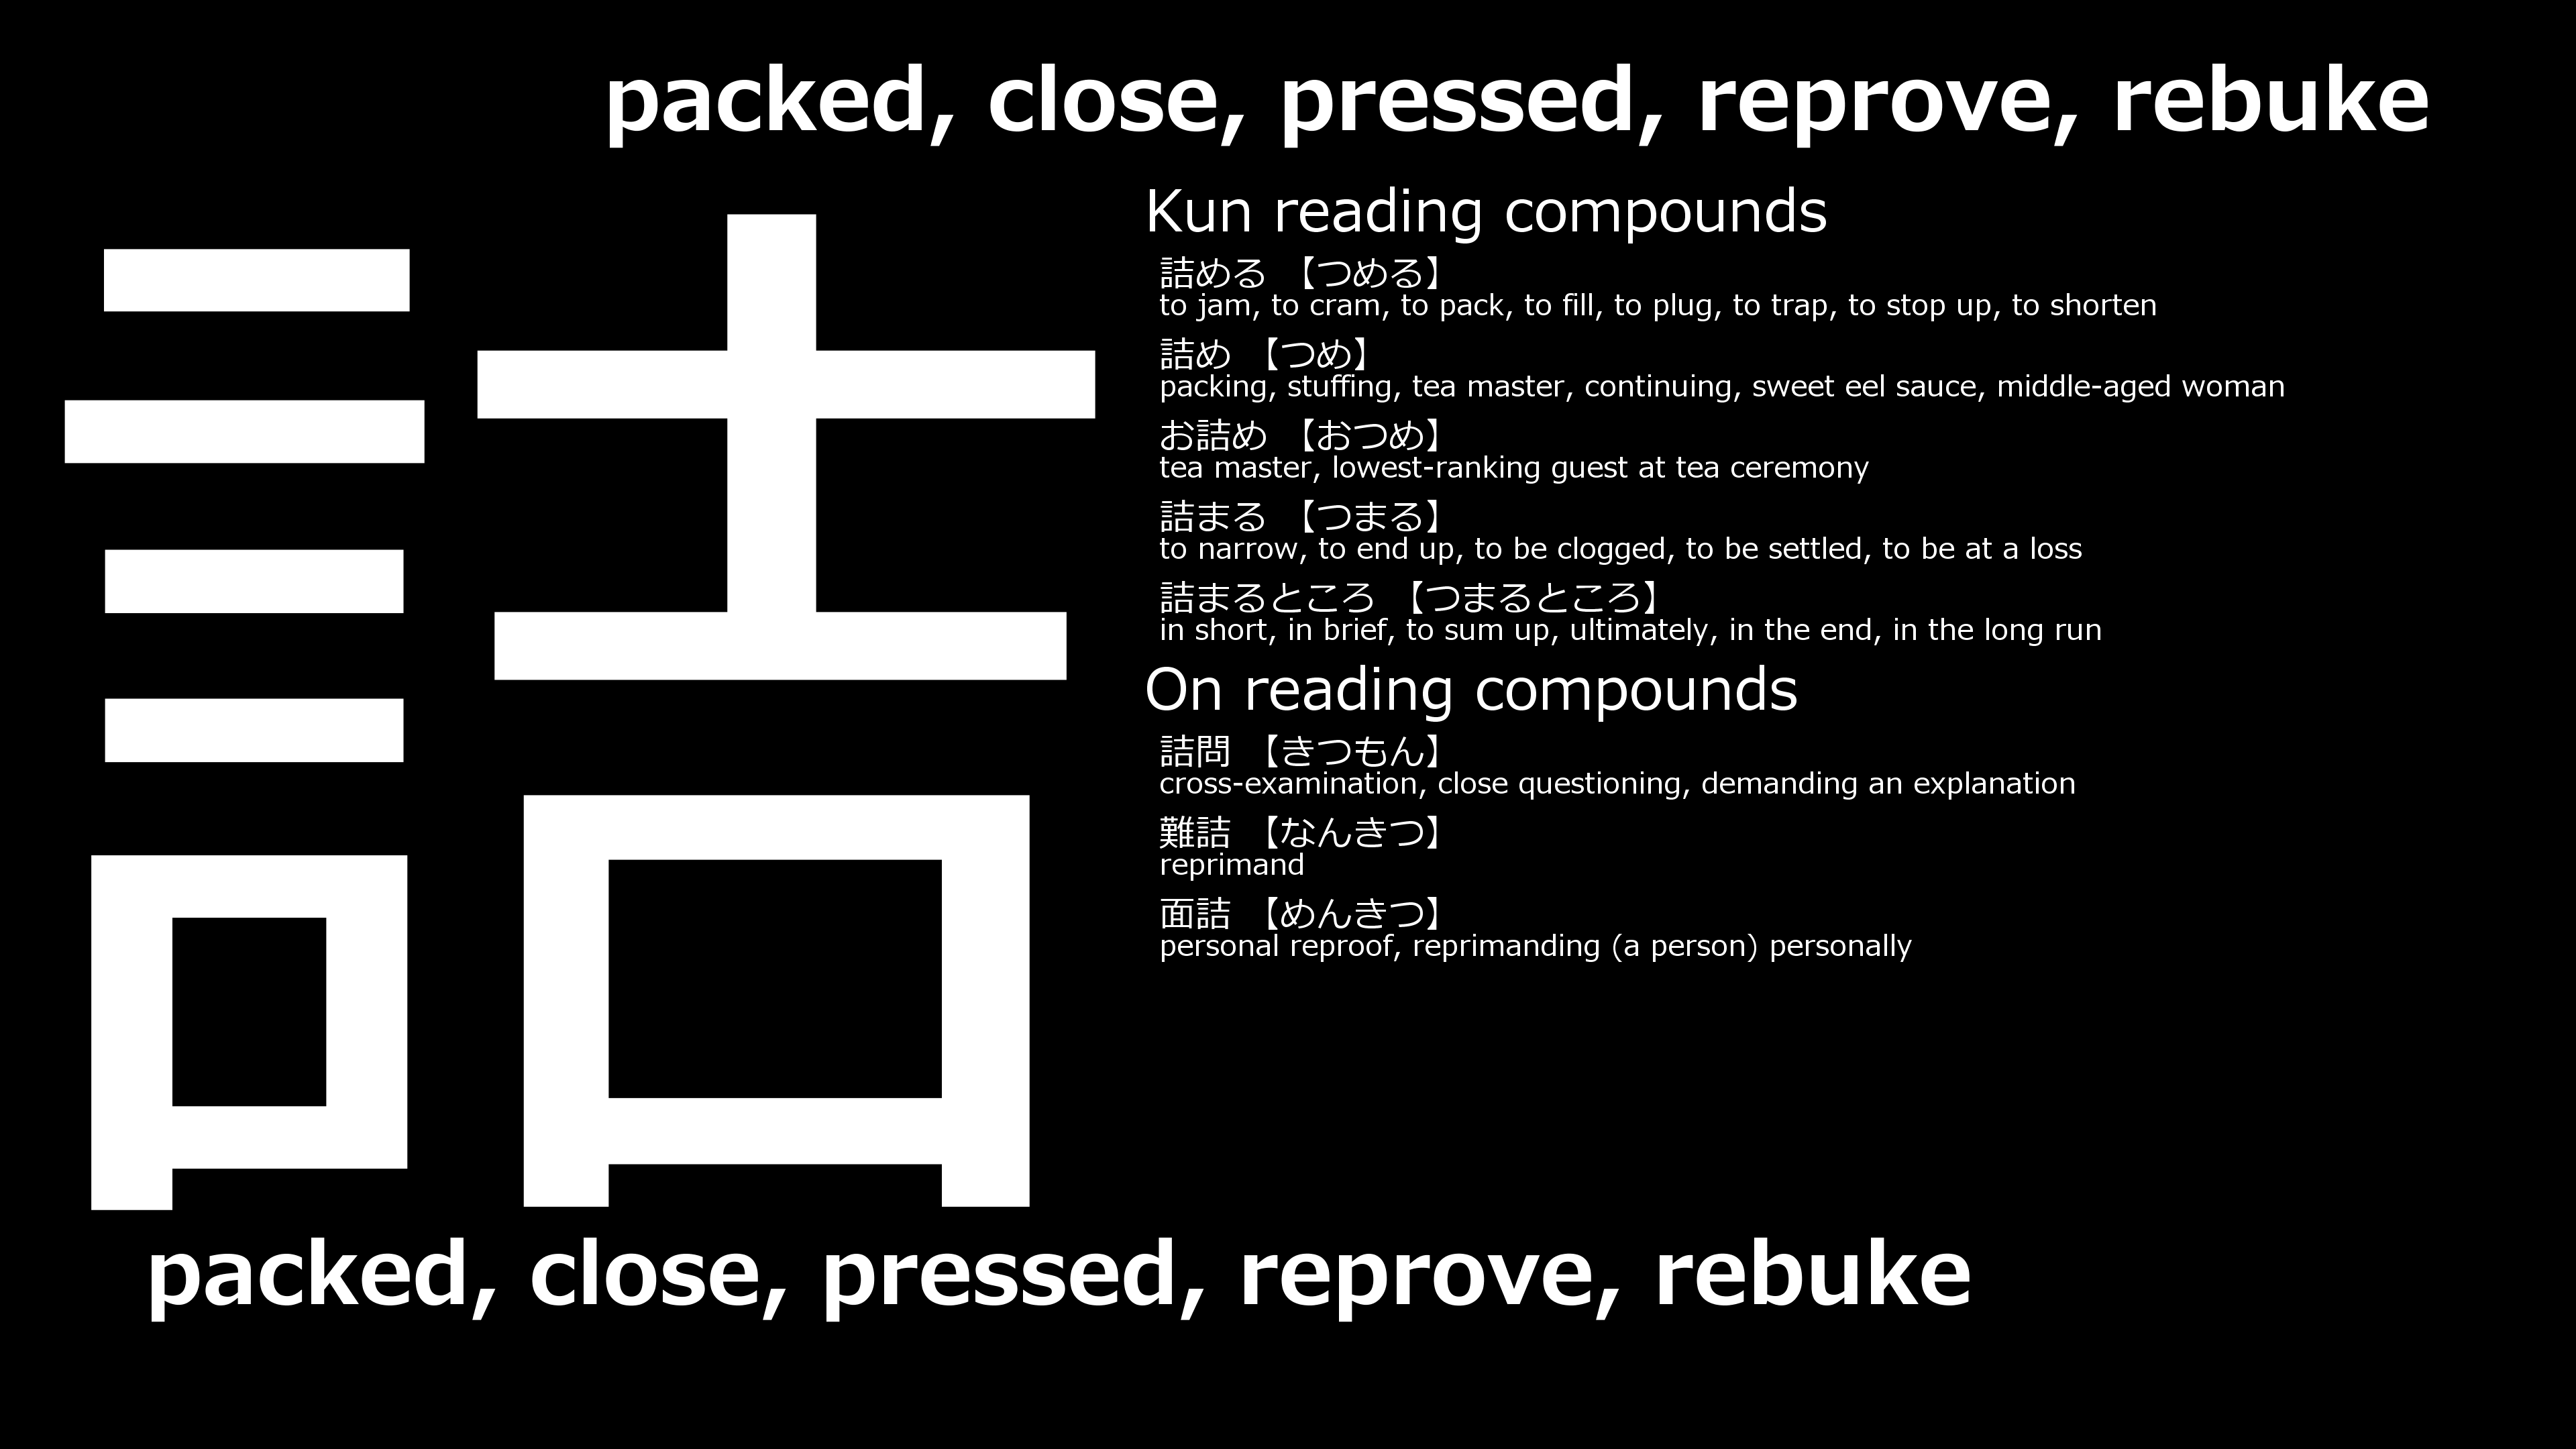 packed, close, pressed, reprove, rebuke
詰
Kun reading compounds
詰める 【つめる】
to jam, to cram, to pack, to fill, to plug, to trap, to stop up, to shorten
詰め 【つめ】
packing, stuffing, tea master, continuing, sweet eel sauce, middle-aged woman
お詰め 【おつめ】
tea master, lowest-ranking guest at tea ceremony
詰まる 【つまる】
to narrow, to end up, to be clogged, to be settled, to be at a loss
詰まるところ 【つまるところ】
in short, in brief, to sum up, ultimately, in the end, in the long run
On reading compounds
詰問 【きつもん】
cross-examination, close questioning, demanding an explanation
難詰 【なんきつ】
reprimand
面詰 【めんきつ】
personal reproof, reprimanding (a person) personally
packed, close, pressed, reprove, rebuke